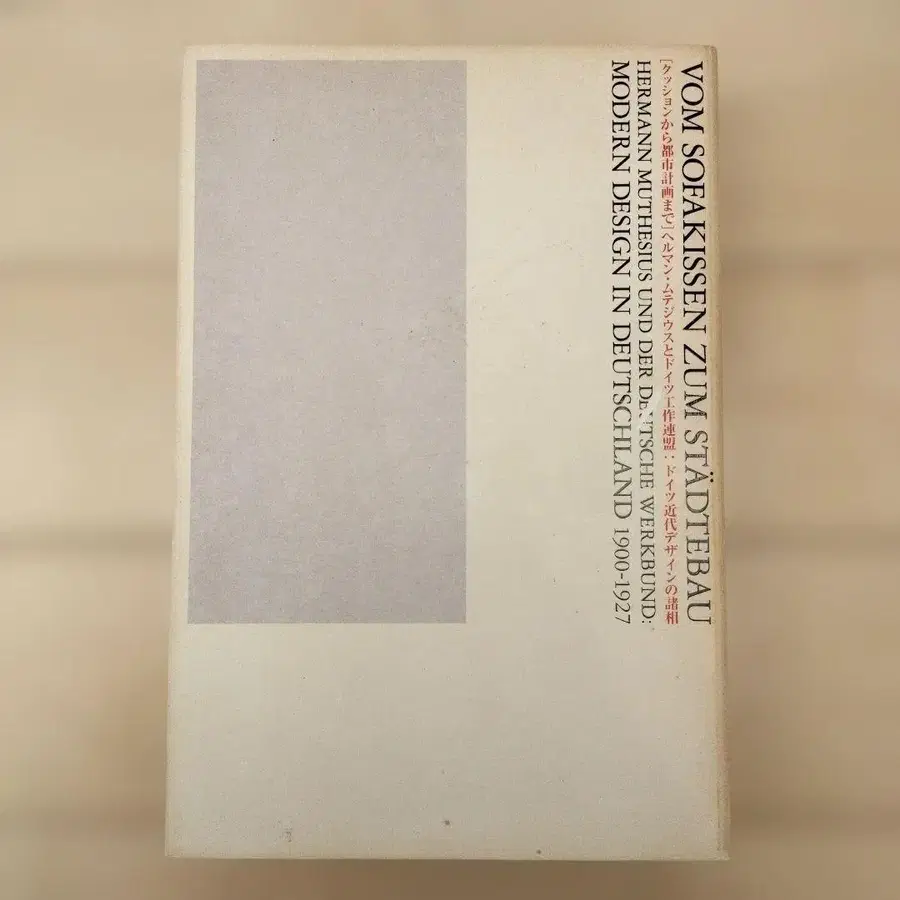 VOM SOFAKISSEN ZUM STÄDTEBAU
[クッションから都市計画まで]ヘルマン・ムテジウスとドイツ工作連盟:ドイツ近代デザインの諸相
HERMANN MUTHESIUS UND DER DEUTSCHE WERKBUND:
MODERN DESIGN IN DEUTSCHLAND 1900-1927